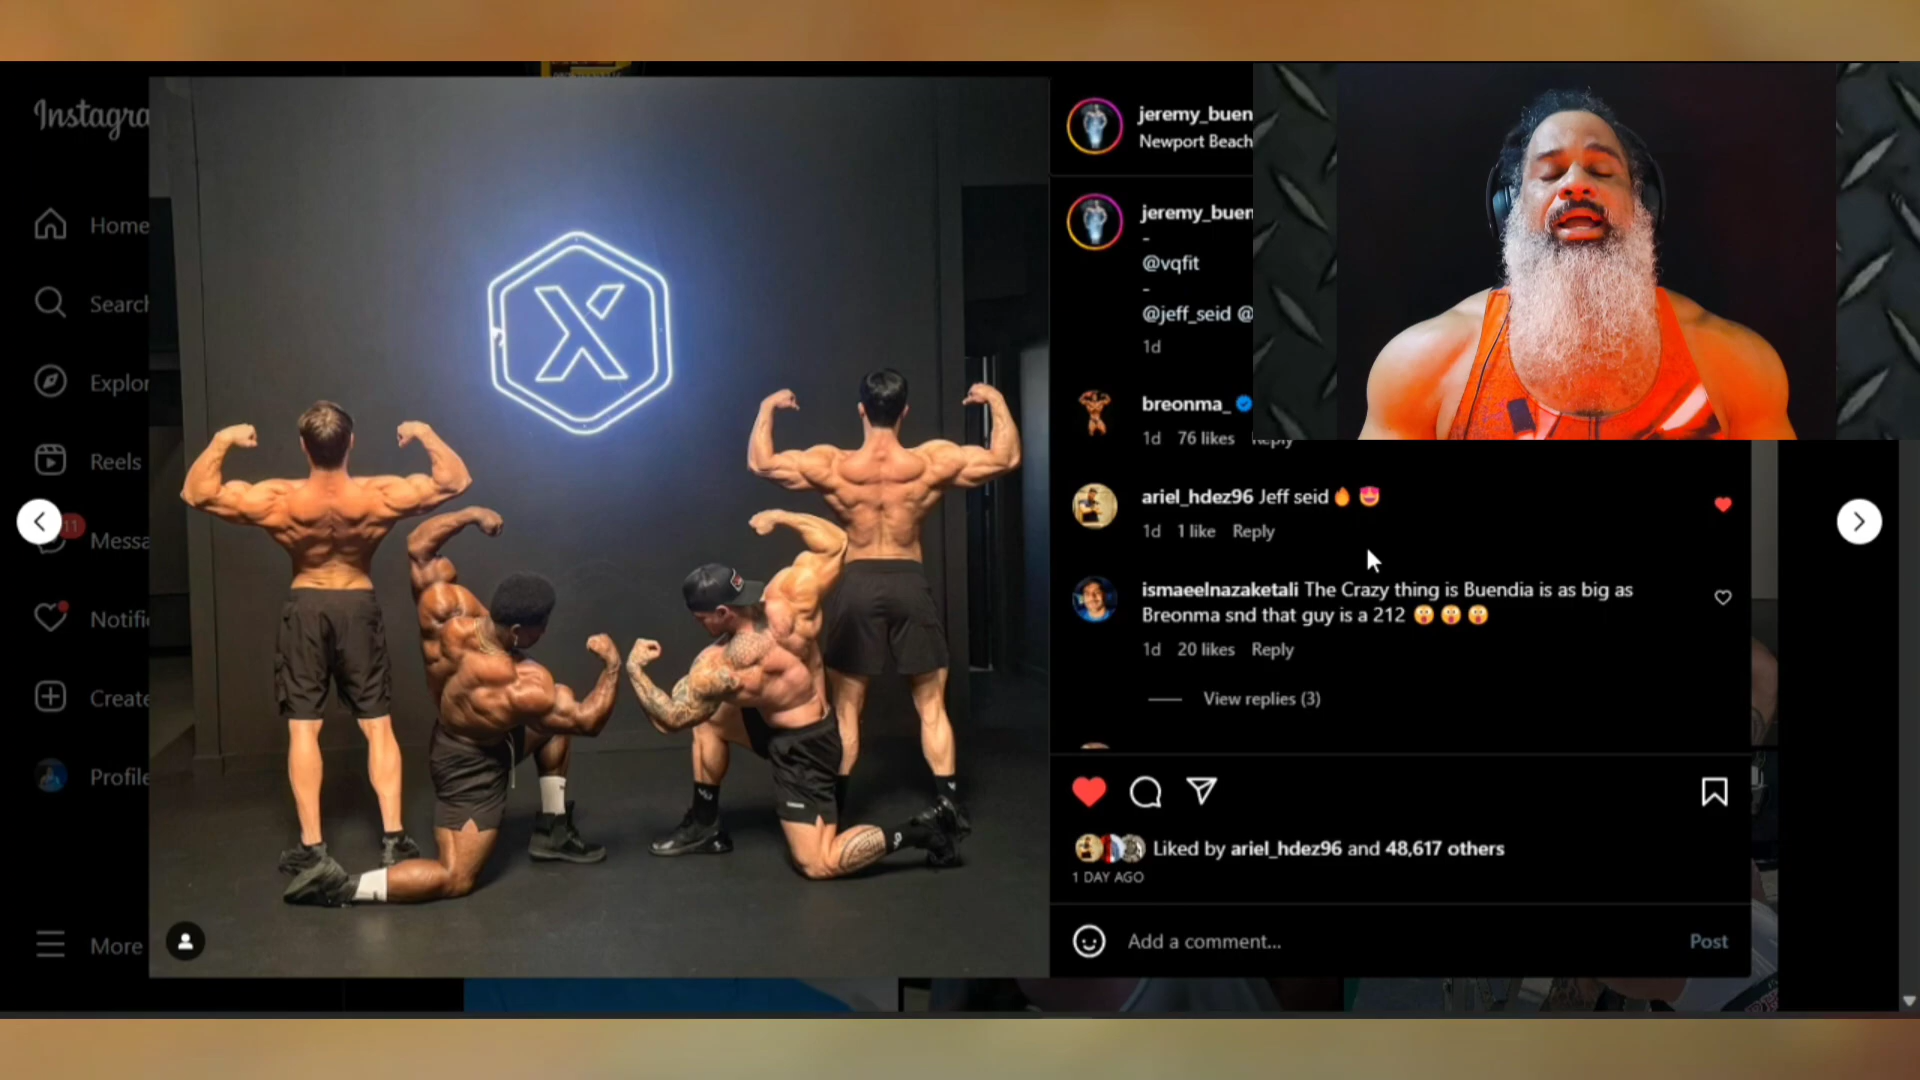 Instagra
Home
Search
Explor
Reels
11
Messa
Notifi
Create
Profile
More
X
jeremy_buen
Newport Beach
jeremy_buen
-
@vqfit
-
@jeff_seid @
1d
breonma_
1d 76 likes Reply
ariel_hdez96 Jeff seid🔥 😍
1d 1 like Reply
ismaeelnazaketali The Crazy thing is Buendia is as big as
Breonma snd that guy is a 212 😲 😲 😲
1d 20 likes Reply
View replies (3)
Liked by ariel_hdez96 and 48,617 others
1 DAY AGO
Add a comment... Post